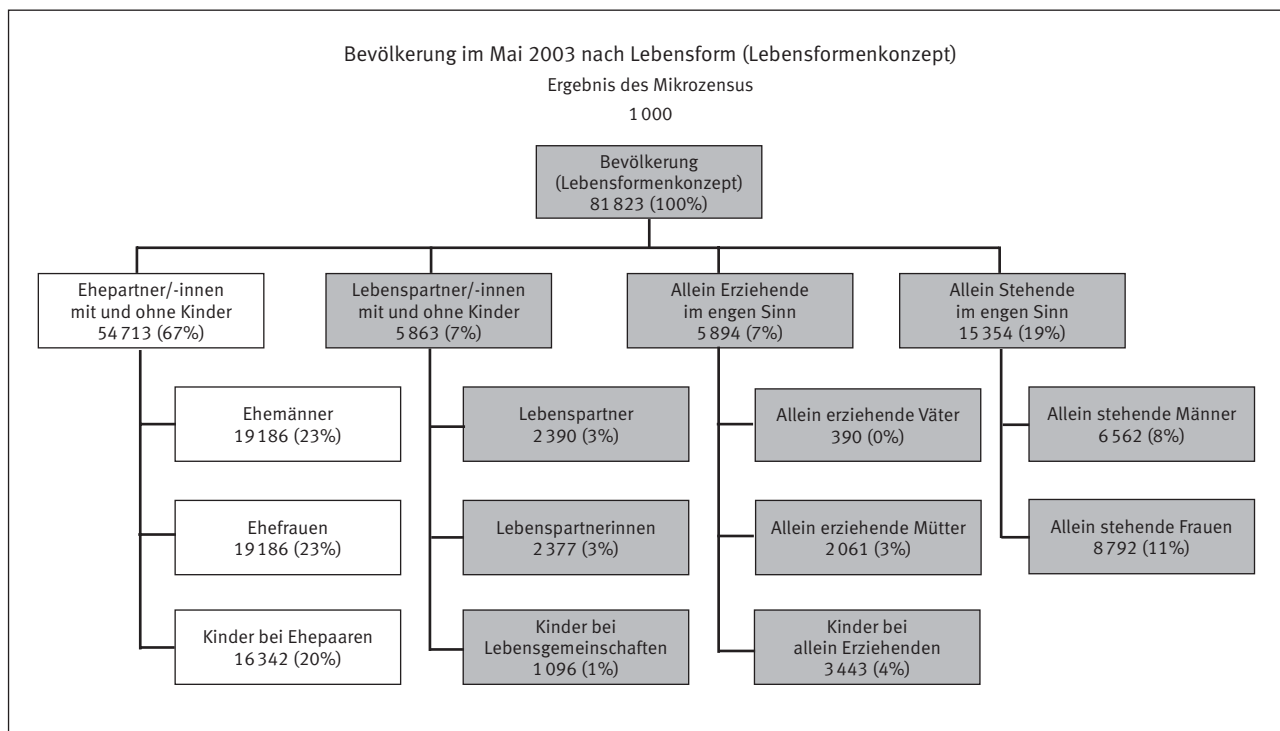 Bevölkerung im Mai 2003 nach Lebensform (Lebensformenkonzept)
Ergebnis des Mikrozensus
1 000
Bevölkerung
(Lebensformenkonzept)
81 823 (100%)
Ehepartner/-innen
mit und ohne Kinder
54 713 (67%)
Lebenspartner/-innen
mit und ohne Kinder
5 863 (7%)
Allein Erziehende
im engen Sinn
5 894 (7%)
Allein Stehende
im engen Sinn
15 354 (19%)
Ehemänner
19 186 (23%)
Lebenspartner
2 390 (3%)
Allein erziehende Väter
390 (0%)
Allein stehende Männer
6 562 (8%)
Ehefrauen
19 186 (23%)
Lebenspartnerinnen
2 377 (3%)
Allein erziehende Mütter
2 061 (3%)
Allein stehende Frauen
8 792 (11%)
Kinder bei Ehepaaren
16 342 (20%)
Kinder bei
Lebensgemeinschaften
1 096 (1%)
Kinder bei
allein Erziehenden
3 443 (4%)